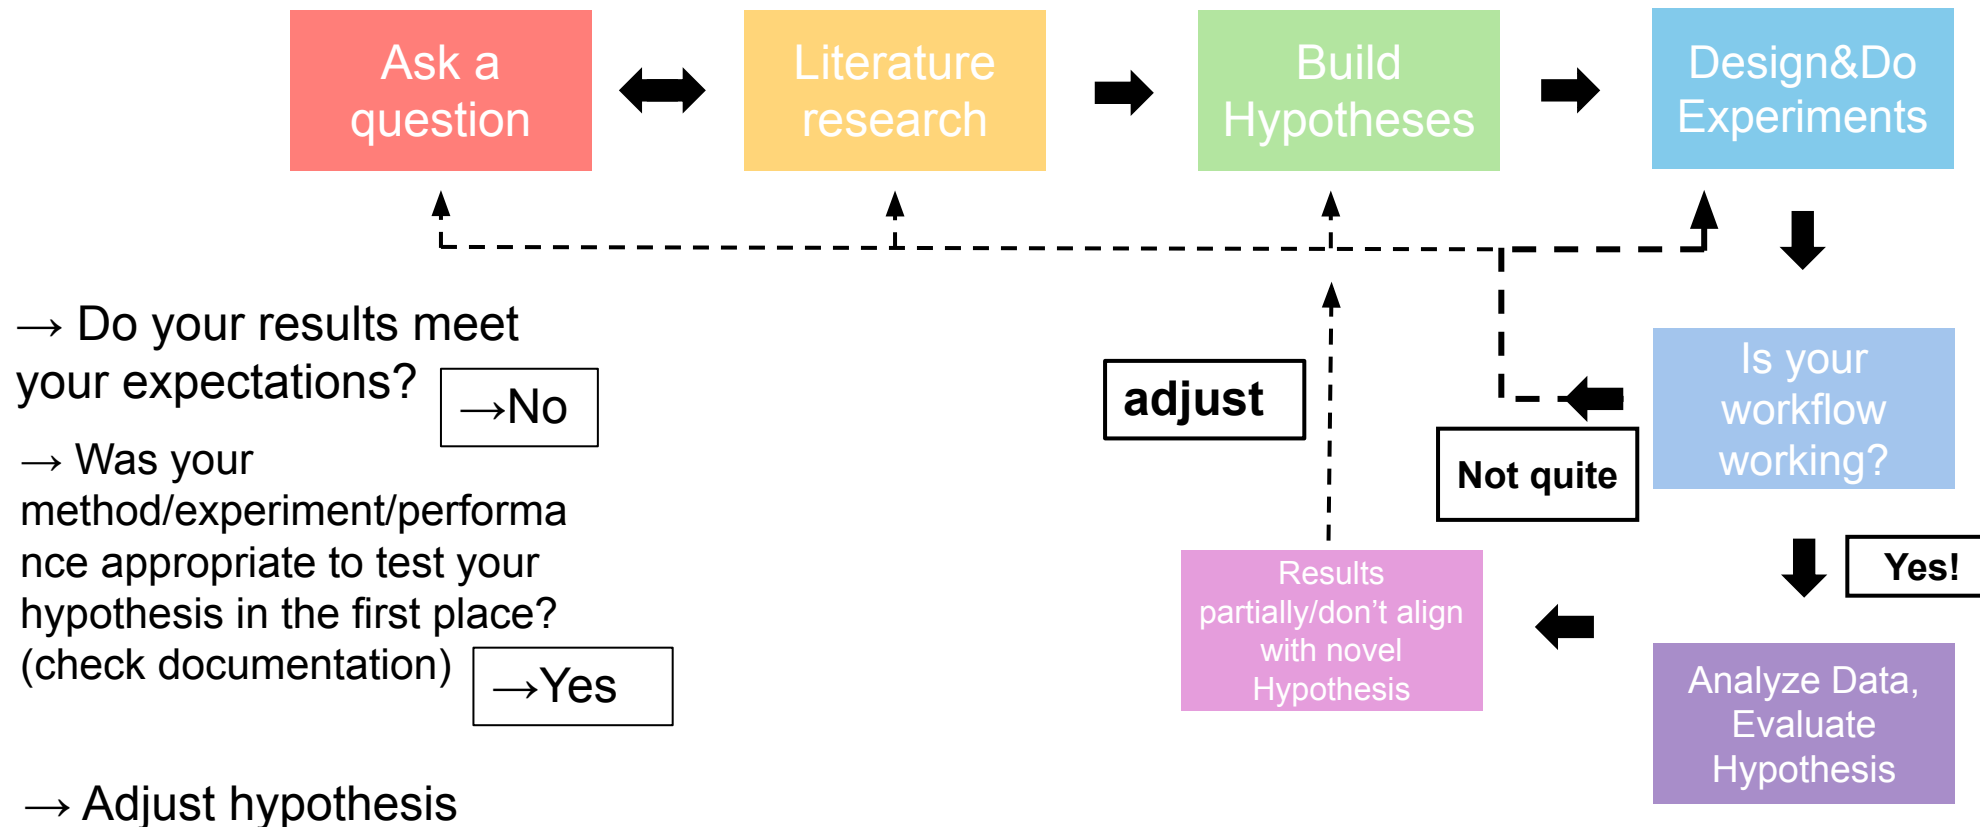 Ask a
question
Literature
research
Build
Hypotheses
Design&Do
Experiments
→ Do your results meet
your expectations?
→No
→ Was your
method/experiment/performa
nce appropriate to test your
hypothesis in the first place?
(check documentation)
→Yes
→ Adjust hypothesis
adjust
Not quite
Is your
workflow
working?
Yes!
Results
partially/don’t align
with novel
Hypothesis
Analyze Data,
Evaluate
Hypothesis